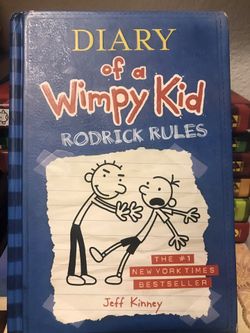 DIARY
of a
Wimpy Kid
RODRICK RULES
THE #1
NEW YORK TIMES
BESTSELLER
Jeff Kinney